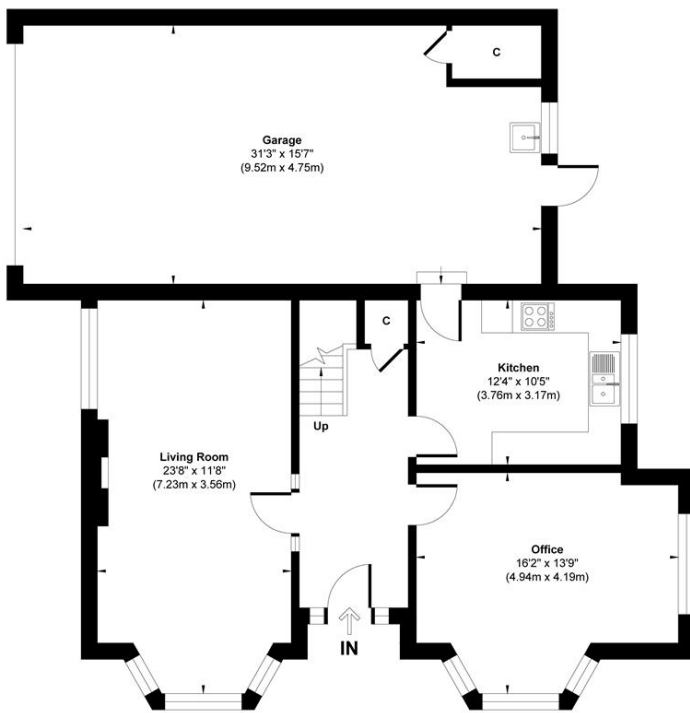 C
Garage
31'3" x 15'7"
(9.52m x 4.75m)
C
Kitchen
12'4" x 10'5"
(3.76m x 3.17m)
Up
Living Room
23'8" x 11'8"
(7.23m x 3.56m)
Office
16'2" x 13'9"
(4.94m x 4.19m)
IN